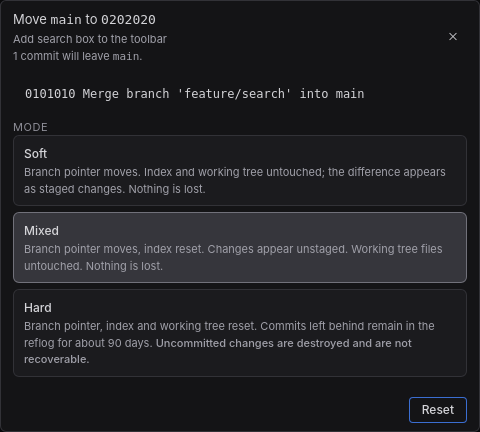 Move main to 0202020
Add search box to the toolbar
1 commit will leave main.
0101010 Merge branch 'feature/search' into main
MODE
Soft
Branch pointer moves. Index and working tree untouched; the difference appears
as staged changes. Nothing is lost.
Mixed
Branch pointer moves, index reset. Changes appear unstaged. Working tree files
untouched. Nothing is lost.
Hard
Branch pointer, index and working tree reset. Commits left behind remain in the
reflog for about 90 days. Uncommitted changes are destroyed and are not
recoverable.
Reset